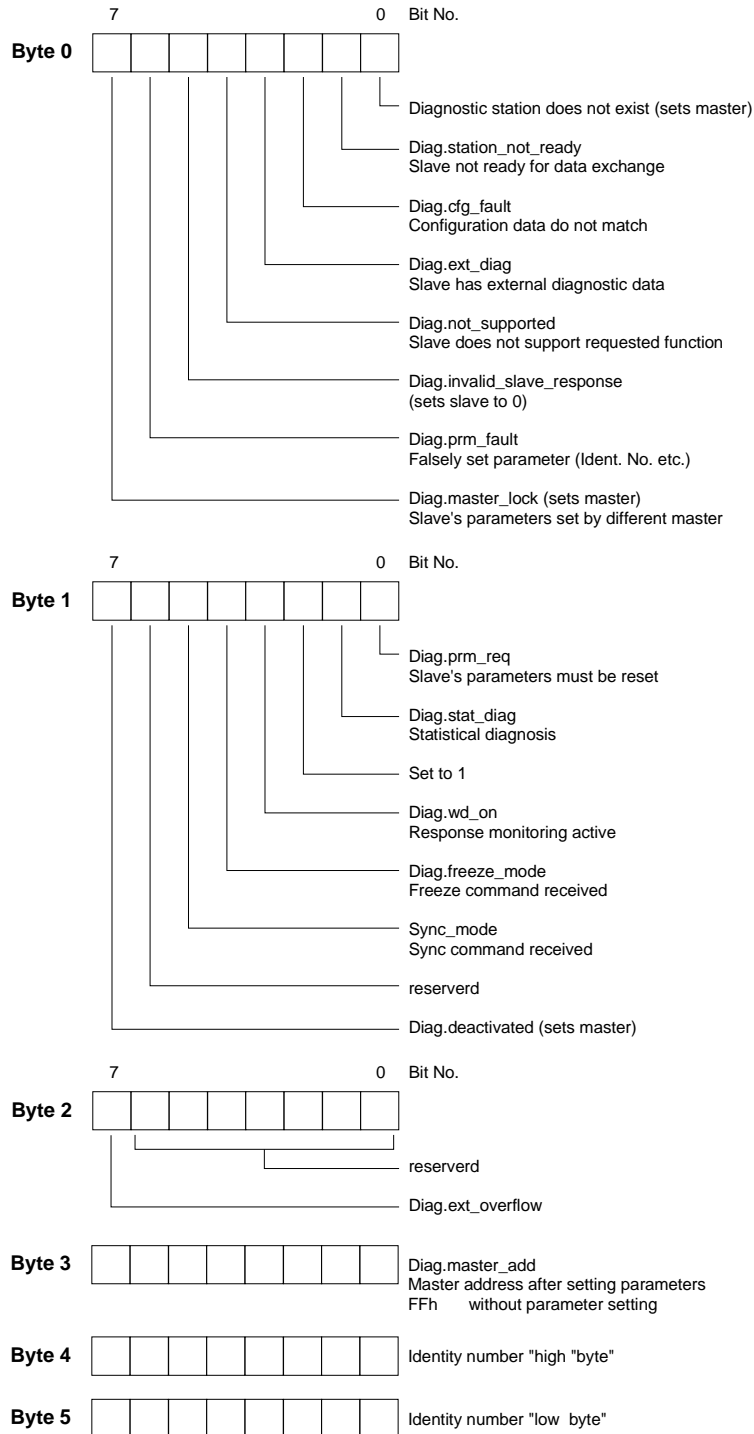 7 0 Bit No.
Byte 0
Diagnostic station does not exist (sets master)
Diag.station_not_ready
Slave not ready for data exchange
Diag.cfg_fault
Configuration data do not match
Diag.ext_diag
Slave has external diagnostic data
Diag.not_supported
Slave does not support requested function
Diag.invalid_slave_response
(sets slave to 0)
Diag.prm_fault
Falsely set parameter (Ident. No. etc.)
Diag.master_lock (sets master)
Slave's parameters set by different master
7 0 Bit No.
Byte 1
Diag.prm_req
Slave's parameters must be reset
Diag.stat_diag
Statistical diagnosis
Set to 1
Diag.wd_on
Response monitoring active
Diag.freeze_mode
Freeze command received
Sync_mode
Sync command received
reserverd
Diag.deactivated (sets master)
7 0 Bit No.
Byte 2
reserverd
Diag.ext_overflow
Byte 3
Diag.master_add
Master address after setting parameters
FFh without parameter setting
Byte 4
Identity number "high "byte"
Byte 5
Identity number "low byte"